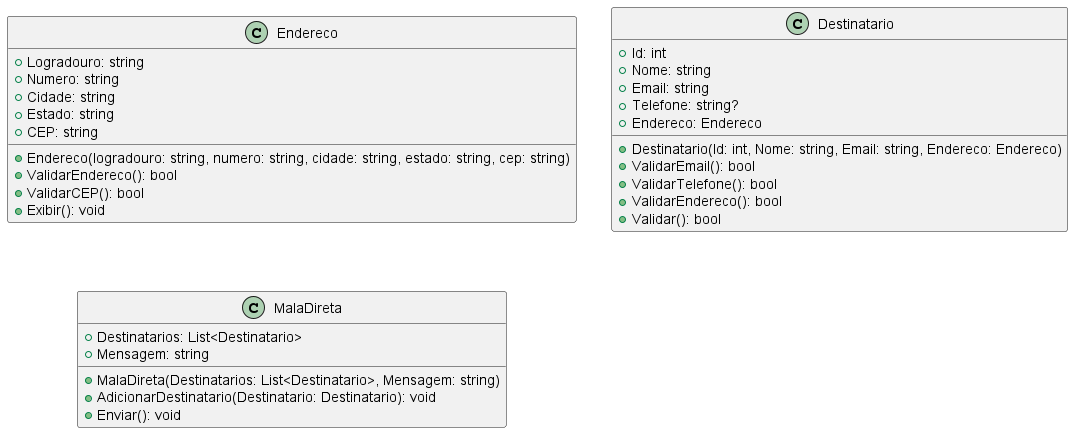 C Endereco
Logradouro: string
Numero: string
Cidade: string
Estado: string
CEP: string
Endereco(logradouro: string, numero: string, cidade: string, estado: string, cep: string)
ValidarEndereco(): bool
ValidarCEP(): bool
Exibir(): void
C Destinatario
Id: int
Nome: string
Email: string
Telefone: string?
Endereco: Endereco
Destinatario(Id: int, Nome: string, Email: string, Endereco: Endereco)
ValidarEmail(): bool
ValidarTelefone(): bool
ValidarEndereco(): bool
Validar(): bool
C MalaDireta
Destinatarios: List<Destinatario>
Mensagem: string
MalaDireta(Destinatarios: List<Destinatario>, Mensagem: string)
AdicionarDestinatario(Destinatario: Destinatario): void
Enviar(): void